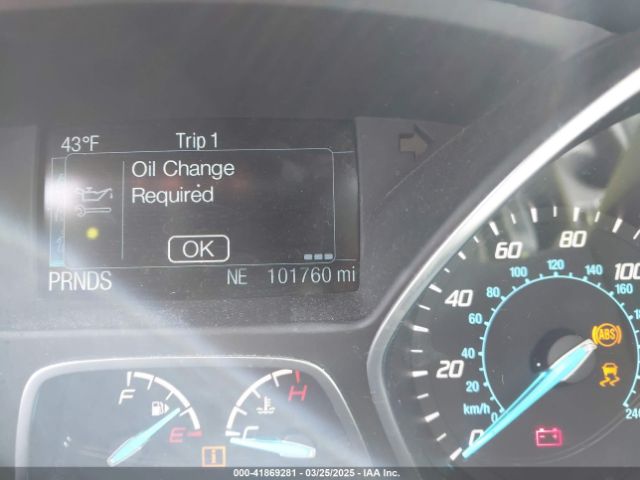 43°F Trip 1
Oil Change
Required
OK
PRNDS NE 101760 mi
F
E
H
C
0 20 40 60 80 100
km/h 0 20 40 60 80 100 120 140 160 240
ABS
000-41869281 | 03/25/2025 | IAA Inc.